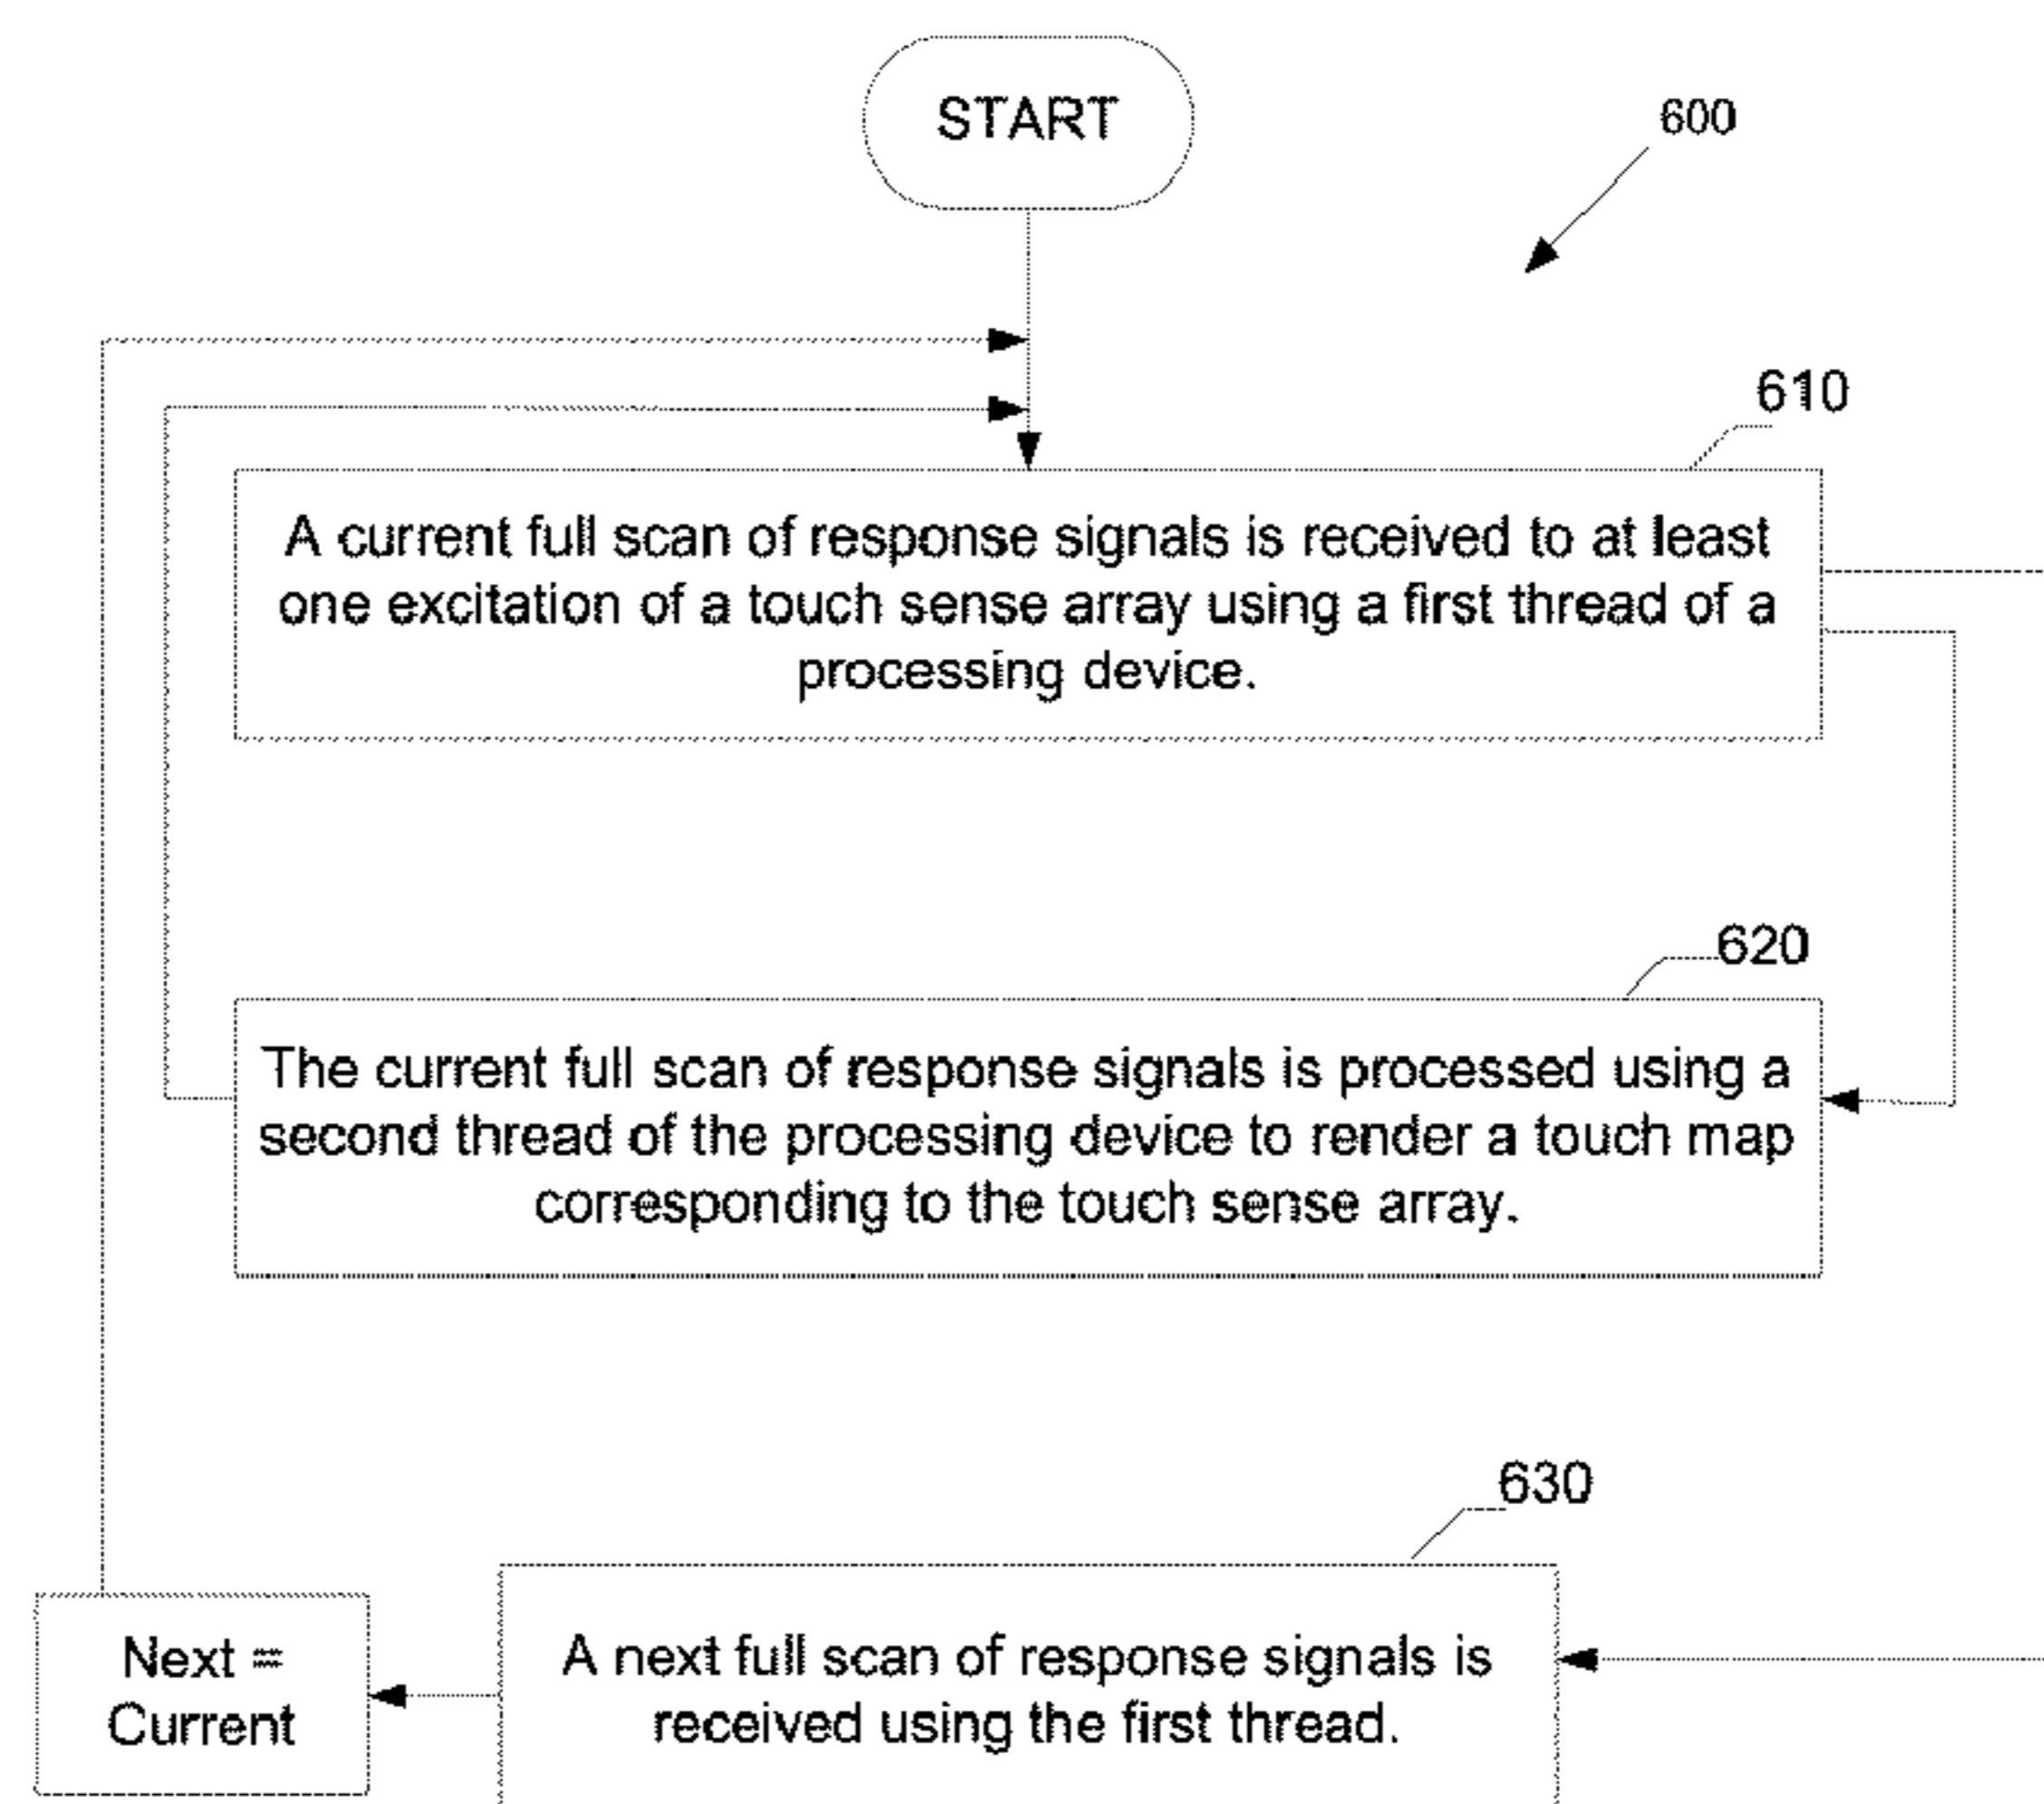 START
600
610
A current full scan of response signals is received to at least
one excitation of a touch sense array using a first thread of a
processing device.
620
The current full scan of response signals is processed using a
second thread of the processing device to render a touch map
corresponding to the touch sense array.
630
A next full scan of response signals is
received using the first thread.
Next =
Current